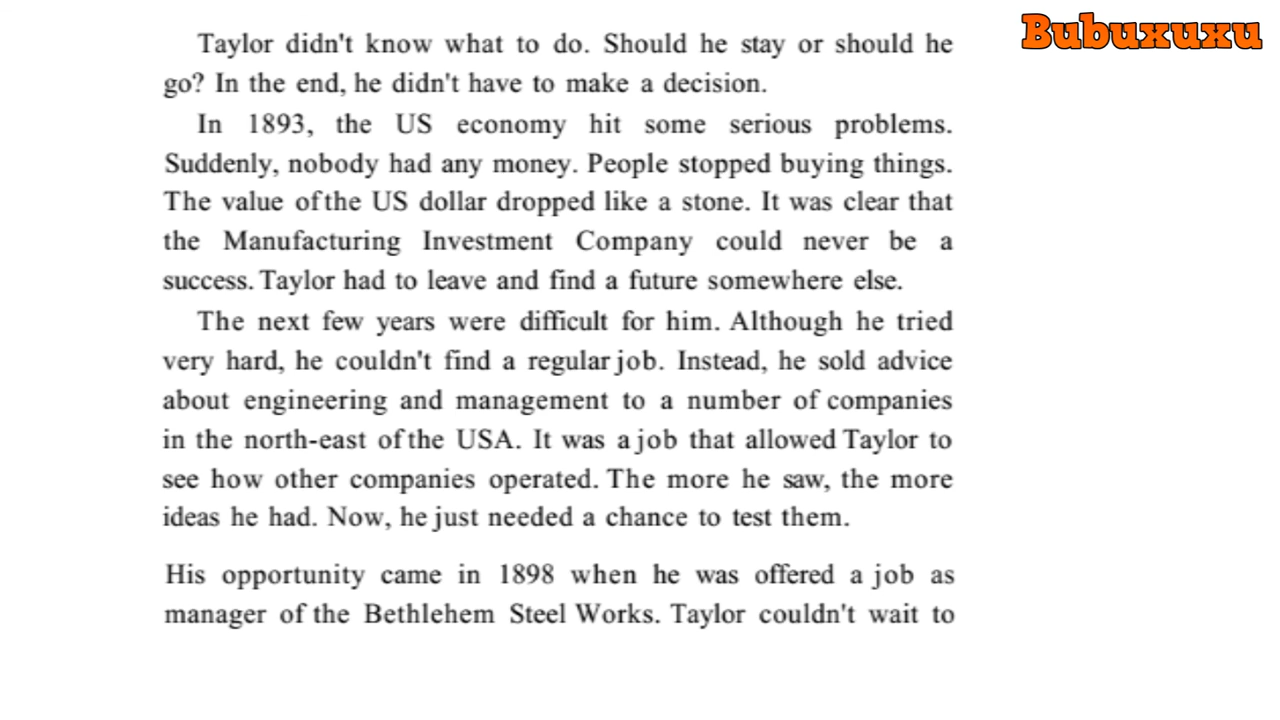 Bubuxuxu
Taylor didn't know what to do. Should he stay or should he
go? In the end, he didn't have to make a decision.
In 1893, the US economy hit some serious problems.
Suddenly, nobody had any money. People stopped buying things.
The value of the US dollar dropped like a stone. It was clear that
the Manufacturing Investment Company could never be a
success. Taylor had to leave and find a future somewhere else.
The next few years were difficult for him. Although he tried
very hard, he couldn't find a regular job. Instead, he sold advice
about engineering and management to a number of companies
in the north-east of the USA. It was a job that allowed Taylor to
see how other companies operated. The more he saw, the more
ideas he had. Now, he just needed a chance to test them.
His opportunity came in 1898 when he was offered a job as
manager of the Bethlehem Steel Works. Taylor couldn't wait to